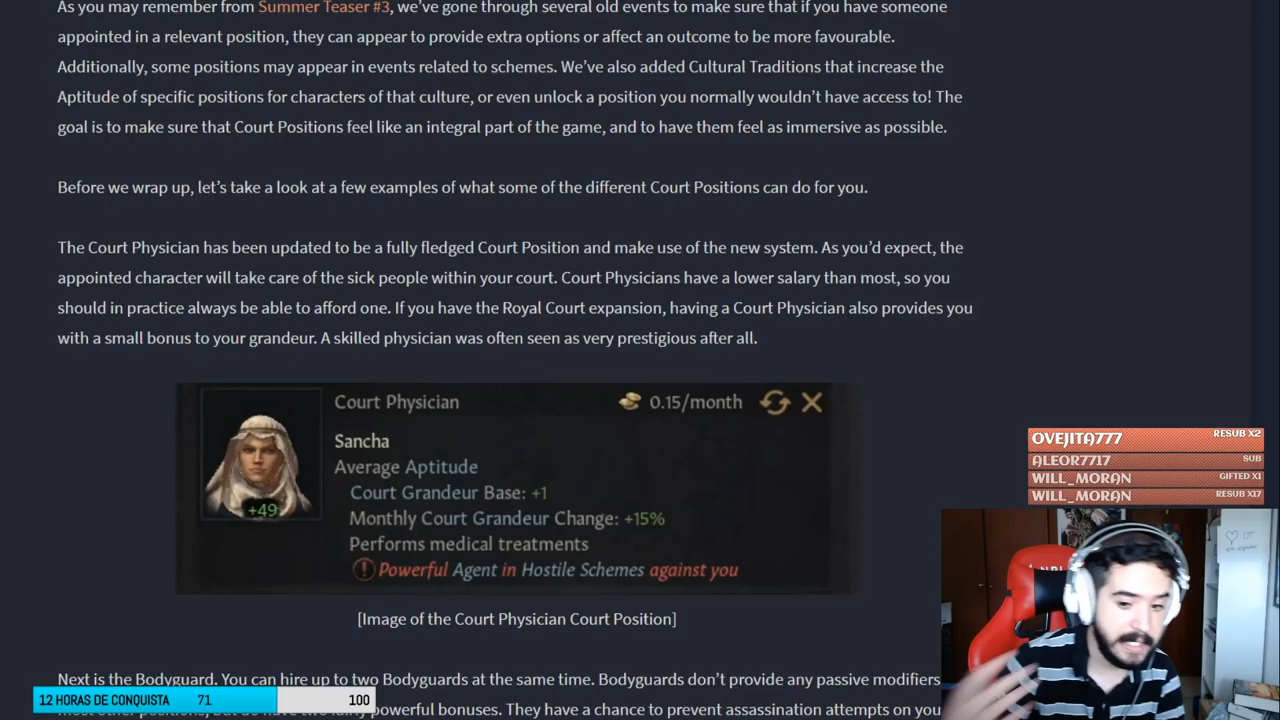 As you may remember from Summer Teaser #3, we’ve gone through several old events to make sure that if you have someone
appointed in a relevant position, they can appear to provide extra options or affect an outcome to be more favourable.
Additionally, some positions may appear in events related to schemes. We’ve also added Cultural Traditions that increase the
Aptitude of specific positions for characters of that culture, or even unlock a position you normally wouldn’t have access to! The
goal is to make sure that Court Positions feel like an integral part of the game, and to have them feel as immersive as possible.
Before we wrap up, let’s take a look at a few examples of what some of the different Court Positions can do for you.
The Court Physician has been updated to be a fully fledged Court Position and make use of the new system. As you’d expect, the
appointed character will take care of the sick people within your court. Court Physicians have a lower salary than most, so you
should in practice always be able to afford one. If you have the Royal Court expansion, having a Court Physician also provides you
with a small bonus to your grandeur. A skilled physician was often seen as very prestigious after all.
Court Physician 0.15/month
Sancha
Average Aptitude
Court Grandeur Base: +1
Monthly Court Grandeur Change: +15%
Performs medical treatments
Powerful Agent in Hostile Schemes against you
+49
[Image of the Court Physician Court Position]
OVEJITA777 RESUB X2
ALEOR7717 SUB
WILL_MORAN GIFTED X1
WILL_MORAN RESUB X17
Next is the Bodyguard. You can hire up to two Bodyguards at the same time. Bodyguards don’t provide any passive modifiers
12 HORAS DE CONQUISTA 71 100
powerful bonuses. They have a chance to prevent assassination attempts on you